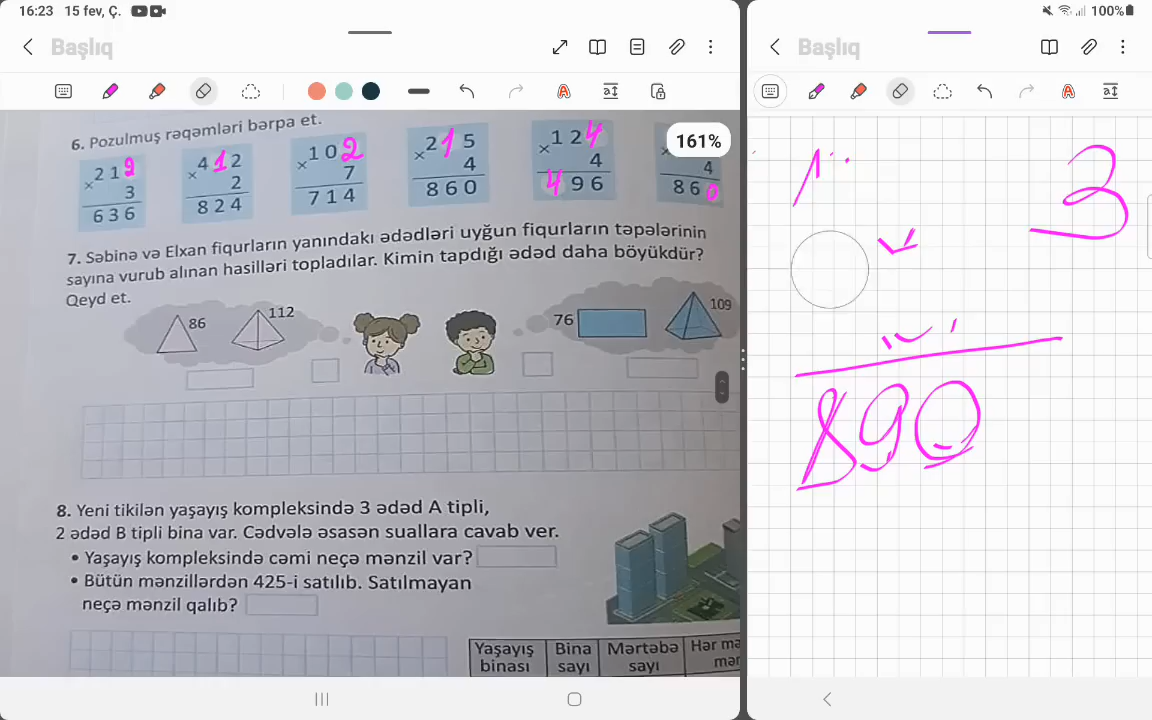 16:23 15 fev, Ç. 100%
Başlıq
Başlıq
161%
6. Pozulmuş rəqəmləri bərpa et.
×212 3 636
×412 2 824
×102 7 714
×215 4 860
×124 4 496
× 4 860
7. Səbinə və Elxan fiqurların yanındakı ədədləri uyğun fiqurların təpələrinin
sayına vurub alınan hasilləri topladılar. Kimin tapdığı ədəd daha böyükdür?
Qeyd et.
86 112 76 109
8. Yeni tikilən yaşayış kompleksində 3 ədəd A tipli,
2 ədəd B tipli bina var. Cədvələ əsasən suallara cavab ver.
• Yaşayış kompleksində cəmi neçə mənzil var?
• Bütün mənzillərdən 425-i satılıb. Satılmayan
neçə mənzil qalıb?
Yaşayış binası Bina sayı Mərtəbə sayı
3
890